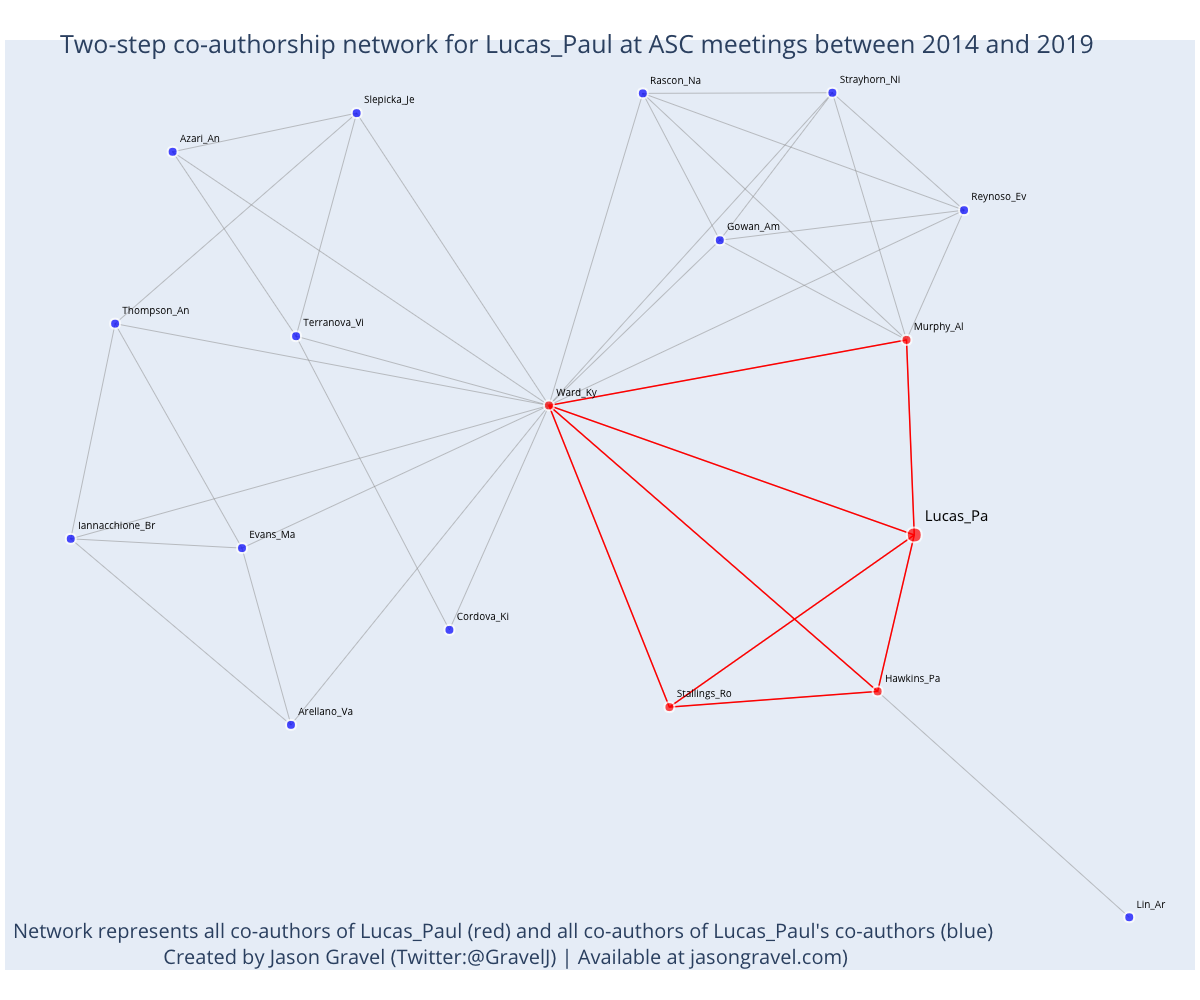 Two-step co-authorship network for Lucas_Paul at ASC meetings between 2014 and 2019
Rascon_Na
Strayhorn_Ni
Slepicka_Je
Azari_An
Reynoso_Ev
Gowan_Am
Thompson_An
Terranova_Vi
Murphy_Al
Ward_Ky
Lucas_Pa
Iannacchione_Br
Evans_Ma
Cordova_Ki
Hawkins_Pa
Stallings_Ro
Arellano_Va
Lin_Ar
Network represents all co-authors of Lucas_Paul (red) and all co-authors of Lucas_Paul's co-authors (blue)
Created by Jason Gravel (Twitter:@GravelJ) | Available at jasongravel.com)